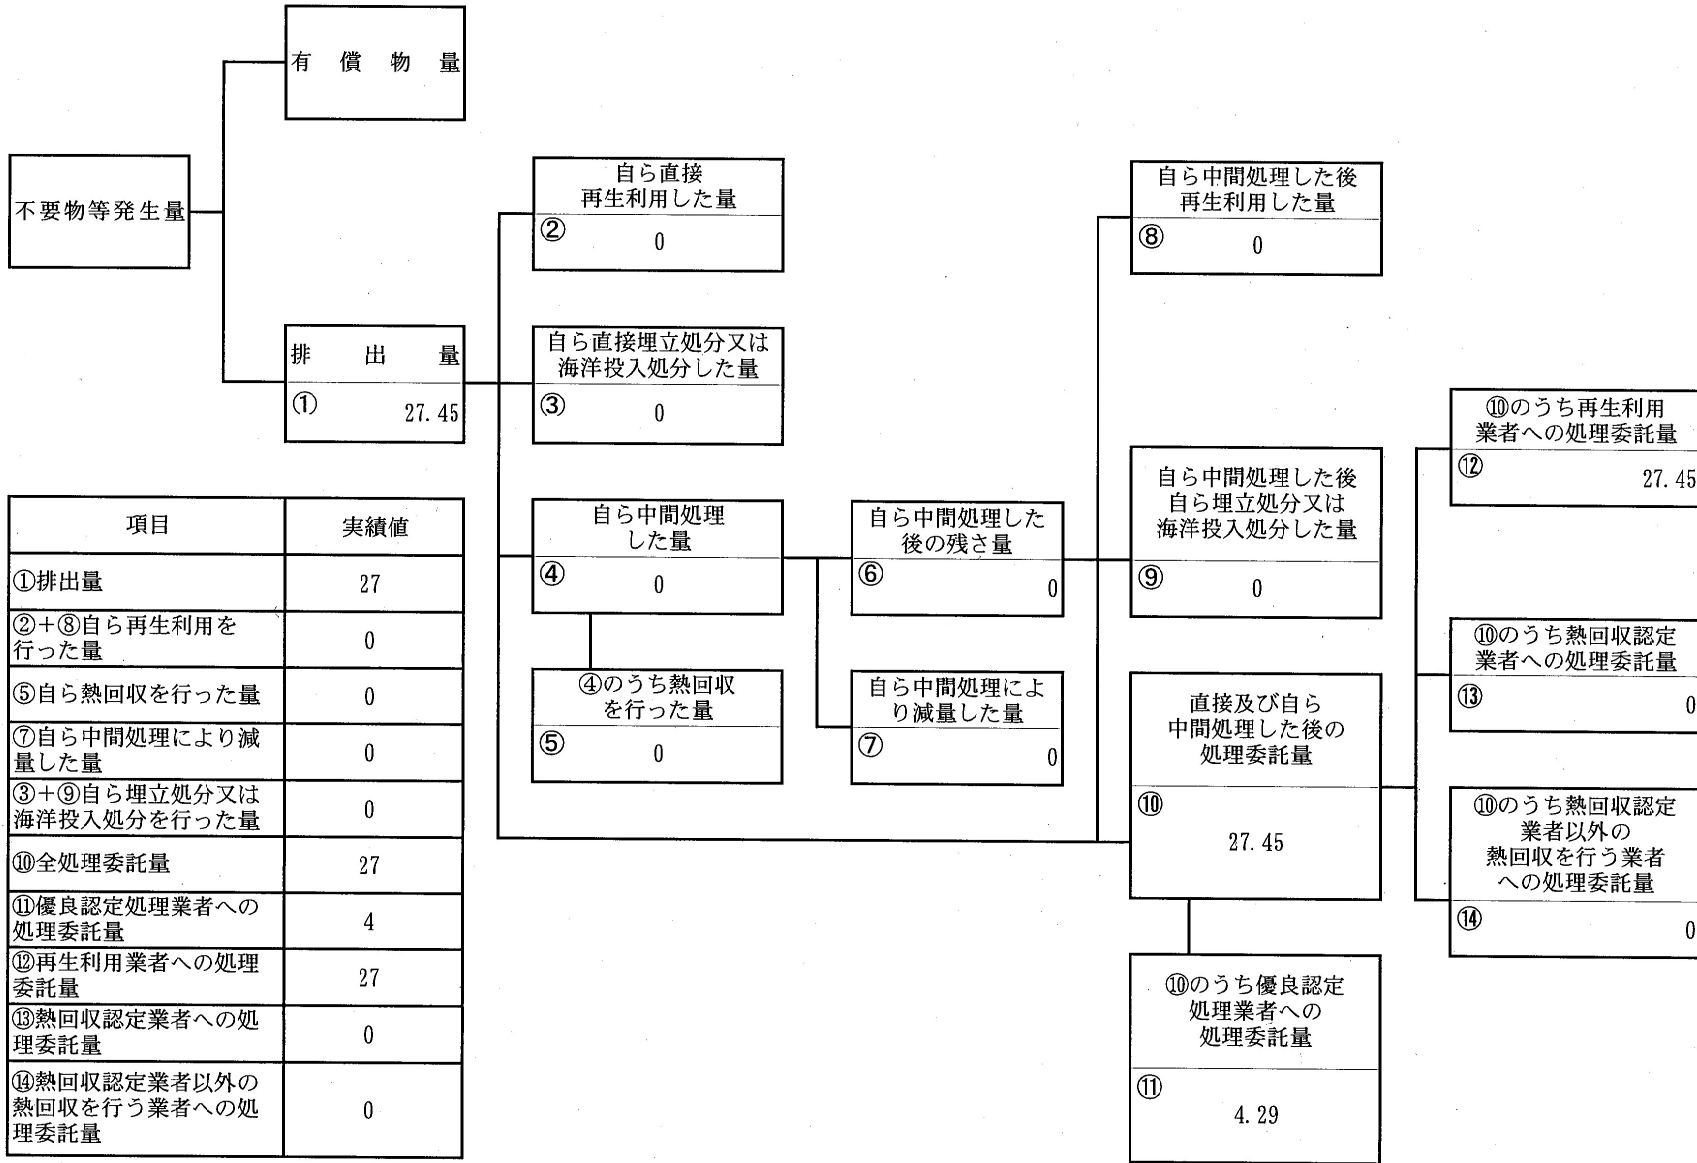 有償物量
不要物等発生量
排出量
① 27.45
自ら直接
再生利用した量
② 0
自ら直接埋立処分又は
海洋投入処分した量
③ 0
自ら中間処理
した量
④ 0
④のうち熱回収
を行った量
⑤ 0
自ら中間処理した
後の残さ量
⑥ 0
自ら中間処理によ
り減量した量
⑦ 0
自ら中間処理した後
再生利用した量
⑧ 0
自ら中間処理した後
自ら埋立処分又は
海洋投入処分した量
⑨ 0
直接及び自ら
中間処理した後の
処理委託量
⑩
27.45
⑩のうち優良認定
処理業者への
処理委託量
⑪
4.29
⑩のうち再生利用
業者への処理委託量
⑫ 27.45
⑩のうち熱回収認定
業者への処理委託量
⑬ 0
⑩のうち熱回収認定
業者以外の
熱回収を行う業者
への処理委託量
⑭ 0
項目 実績値
①排出量 27
②+⑧自ら再生利用を
行った量 0
⑤自ら熱回収を行った量 0
⑦自ら中間処理により減
量した量 0
③+⑨自ら埋立処分又は
海洋投入処分を行った量 0
⑩全処理委託量 27
⑪優良認定処理業者への
処理委託量 4
⑫再生利用業者への処理
委託量 27
⑬熱回収認定業者への処
理委託量 0
⑭熱回収認定業者以外の
熱回収を行う業者への処
理委託量 0